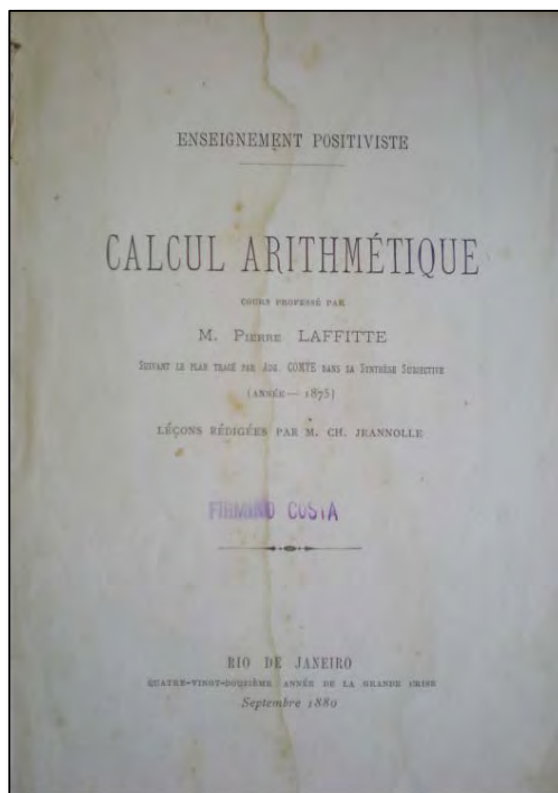 ENSEIGNEMENT POSITIVISTE
CALCUL ARITHMÉTIQUE
COURS PROFESSÉ PAR
M. PIERRE LAFFITTE
SUIVANT LE PLAN TRACÉ PAR COMTE DANS SA SYNTHÈSE SUBJECTIVE
(ANNÉE — 1875)
LEÇONS RÉDIGÉES PAR M. CH. JEANNOLLE
FIRMINO COSTA
RIO DE JANEIRO
QUATRE-VINGT-DOUZIÈME ANNÉE DE LA GRANDE CRISE
Septembre 1880